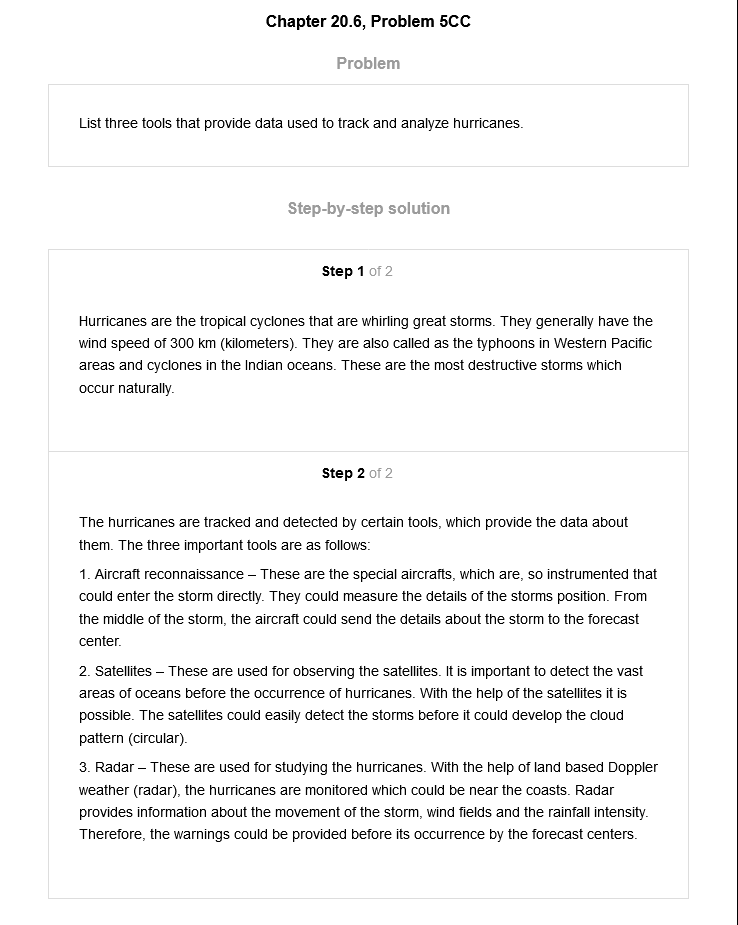 Chapter 20.6, Problem 5CC
Problem
List three tools that provide data used to track and analyze hurricanes.
Step-by-step solution
Step 1 of 2
Hurricanes are the tropical cyclones that are whirling great storms. They generally have the
wind speed of 300 km (kilometers). They are also called as the typhoons in Western Pacific
areas and cyclones in the Indian oceans. These are the most destructive storms which
occur naturally.
Step 2 of 2
The hurricanes are tracked and detected by certain tools, which provide the data about
them. The three important tools are as follows:
1. Aircraft reconnaissance – These are the special aircrafts, which are, so instrumented that
could enter the storm directly. They could measure the details of the storms position. From
the middle of the storm, the aircraft could send the details about the storm to the forecast
center.
2. Satellites – These are used for observing the satellites. It is important to detect the vast
areas of oceans before the occurrence of hurricanes. With the help of the satellites it is
possible. The satellites could easily detect the storms before it could develop the cloud
pattern (circular).
3. Radar – These are used for studying the hurricanes. With the help of land based Doppler
weather (radar), the hurricanes are monitored which could be near the coasts. Radar
provides information about the movement of the storm, wind fields and the rainfall intensity.
Therefore, the warnings could be provided before its occurrence by the forecast centers.